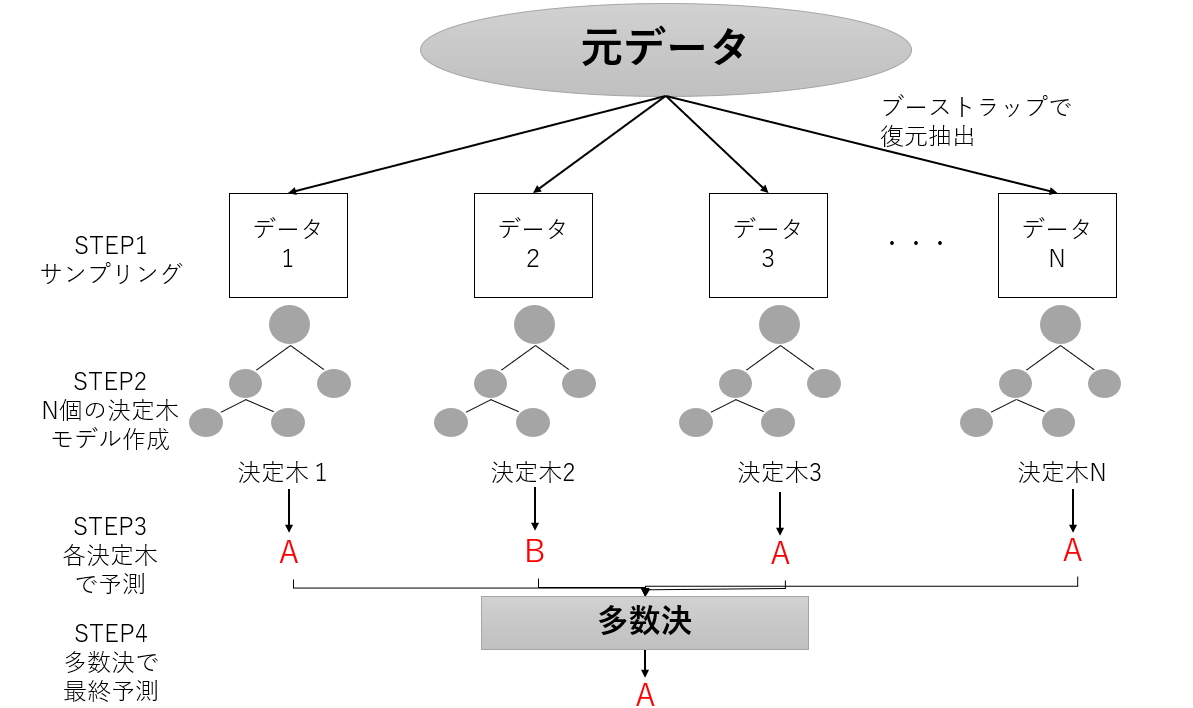 元データ
ブーストラップで
復元抽出
STEP1
サンプリング
データ
1
データ
2
データ
3
・・・
データ
N
STEP2
N個の決定木
モデル作成
決定木１
決定木2
決定木3
決定木N
STEP3
各決定木
で予測
A
B
A
A
STEP4
多数決で
最終予測
多数決
A